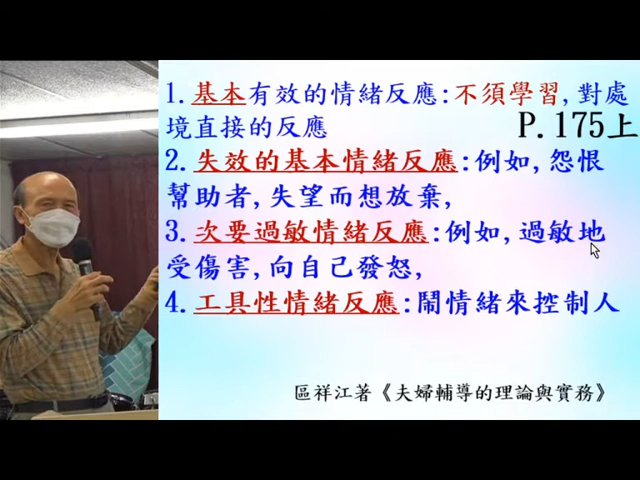 1.基本有效的情緒反應:不須學習,對處
境直接的反應
P.175上
2.失效的基本情緒反應:例如,怨恨
幫助者,失望而想放棄,
3.次要過敏情緒反應:例如,過敏地
受傷害,向自己發怒,
4.工具性情緒反應:鬧情緒來控制人
區祥江著《夫婦輔導的理論與實務》